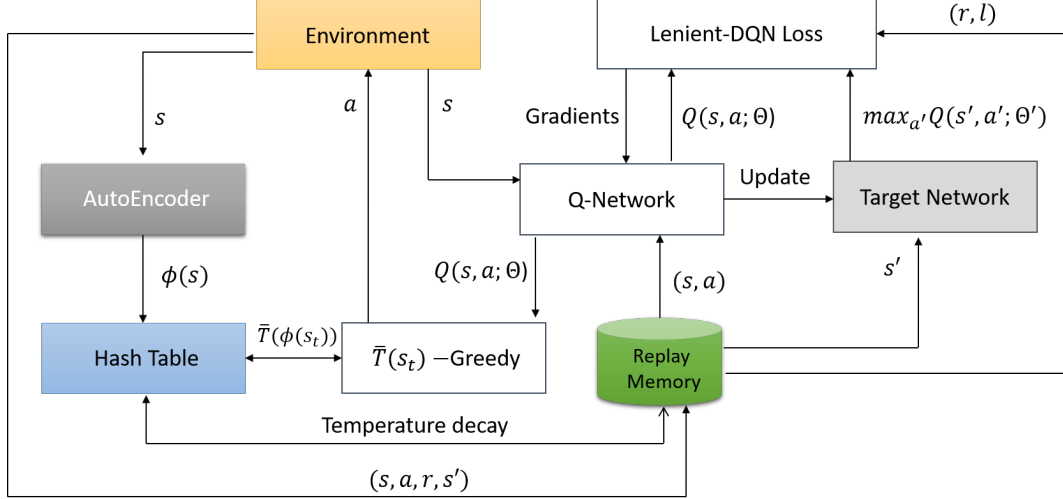 Environment
Lenient-DQN Loss
(r, l)
s
a
s
Gradients
Q(s, a; Θ)
max_{a′}Q(s′, a′; Θ′)
AutoEncoder
Q-Network
Update
Target Network
ϕ(s)
Q(s, a; Θ)
(s, a)
s′
Hash Table
T̄(ϕ(s_t))
T̄(s_t) −Greedy
Replay
Memory
Temperature decay
(s, a, r, s′)